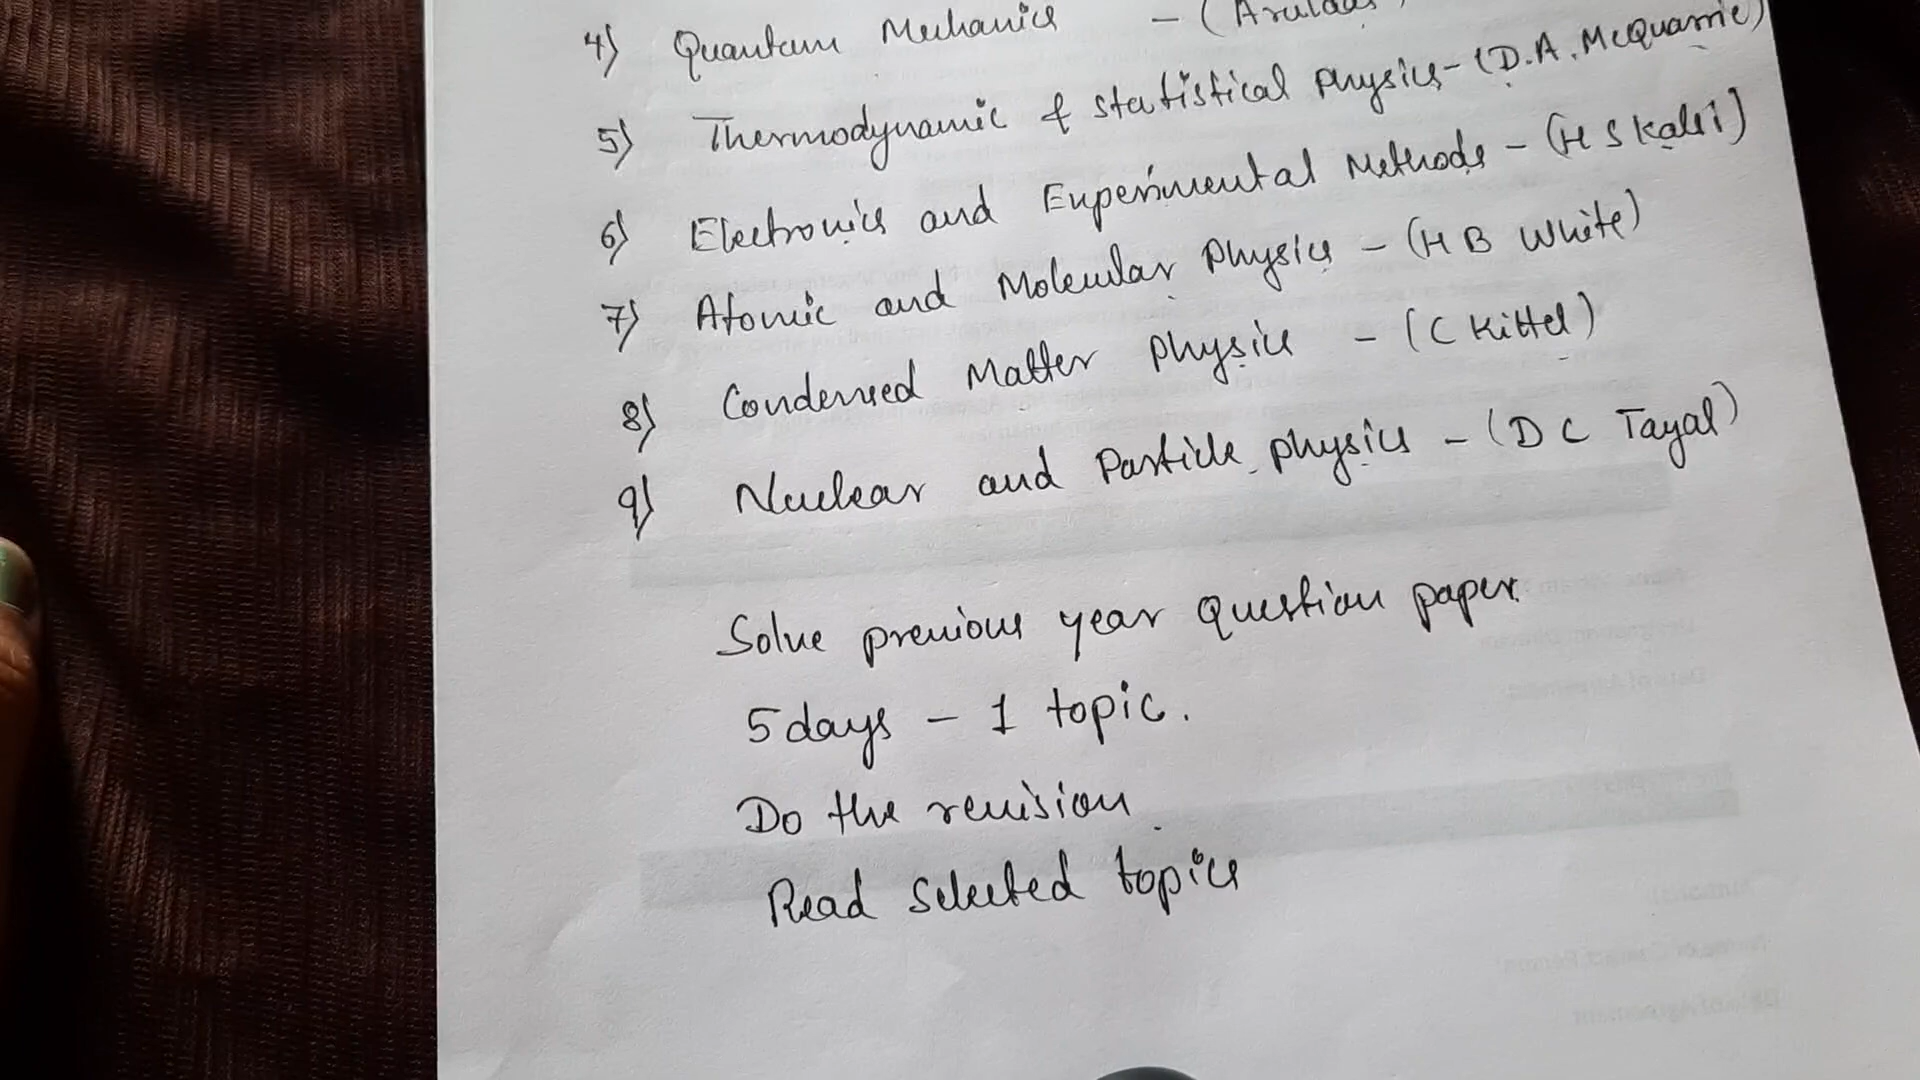 4) Quantum Mechanics - (Aruldas)
5) Thermodynamic & statistical physics - (D.A. McQuarrie)
6) Electronics and Experimental Methods - (H S Kalsi)
7) Atomic and Molecular Physics - (H B White)
8) Condensed Matter physics - (C Kittel)
9) Nuclear and Particle physics - (D C Tayal)
Solve previous year question paper.
5 days - 1 topic.
Do the revision
Read selected topics